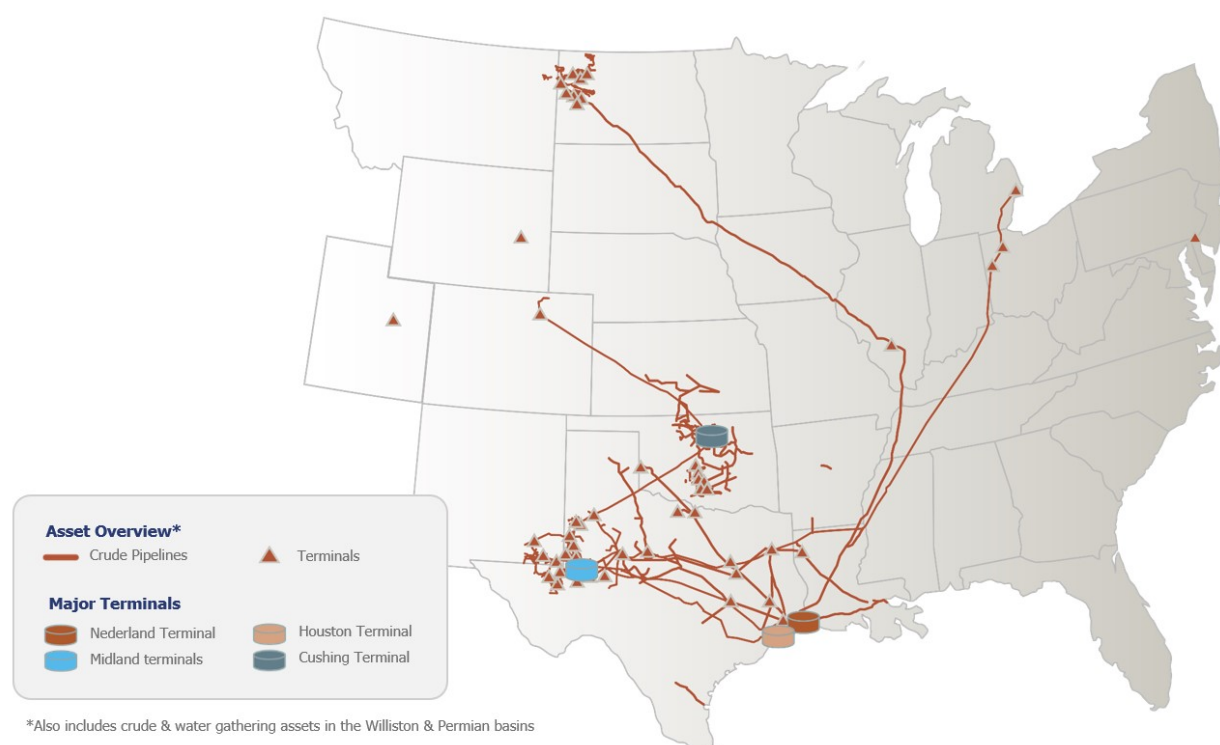 Asset Overview*
Crude Pipelines
Terminals
Major Terminals
Nederland Terminal
Houston Terminal
Midland terminals
Cushing Terminal
*Also includes crude & water gathering assets in the Williston & Permian basins